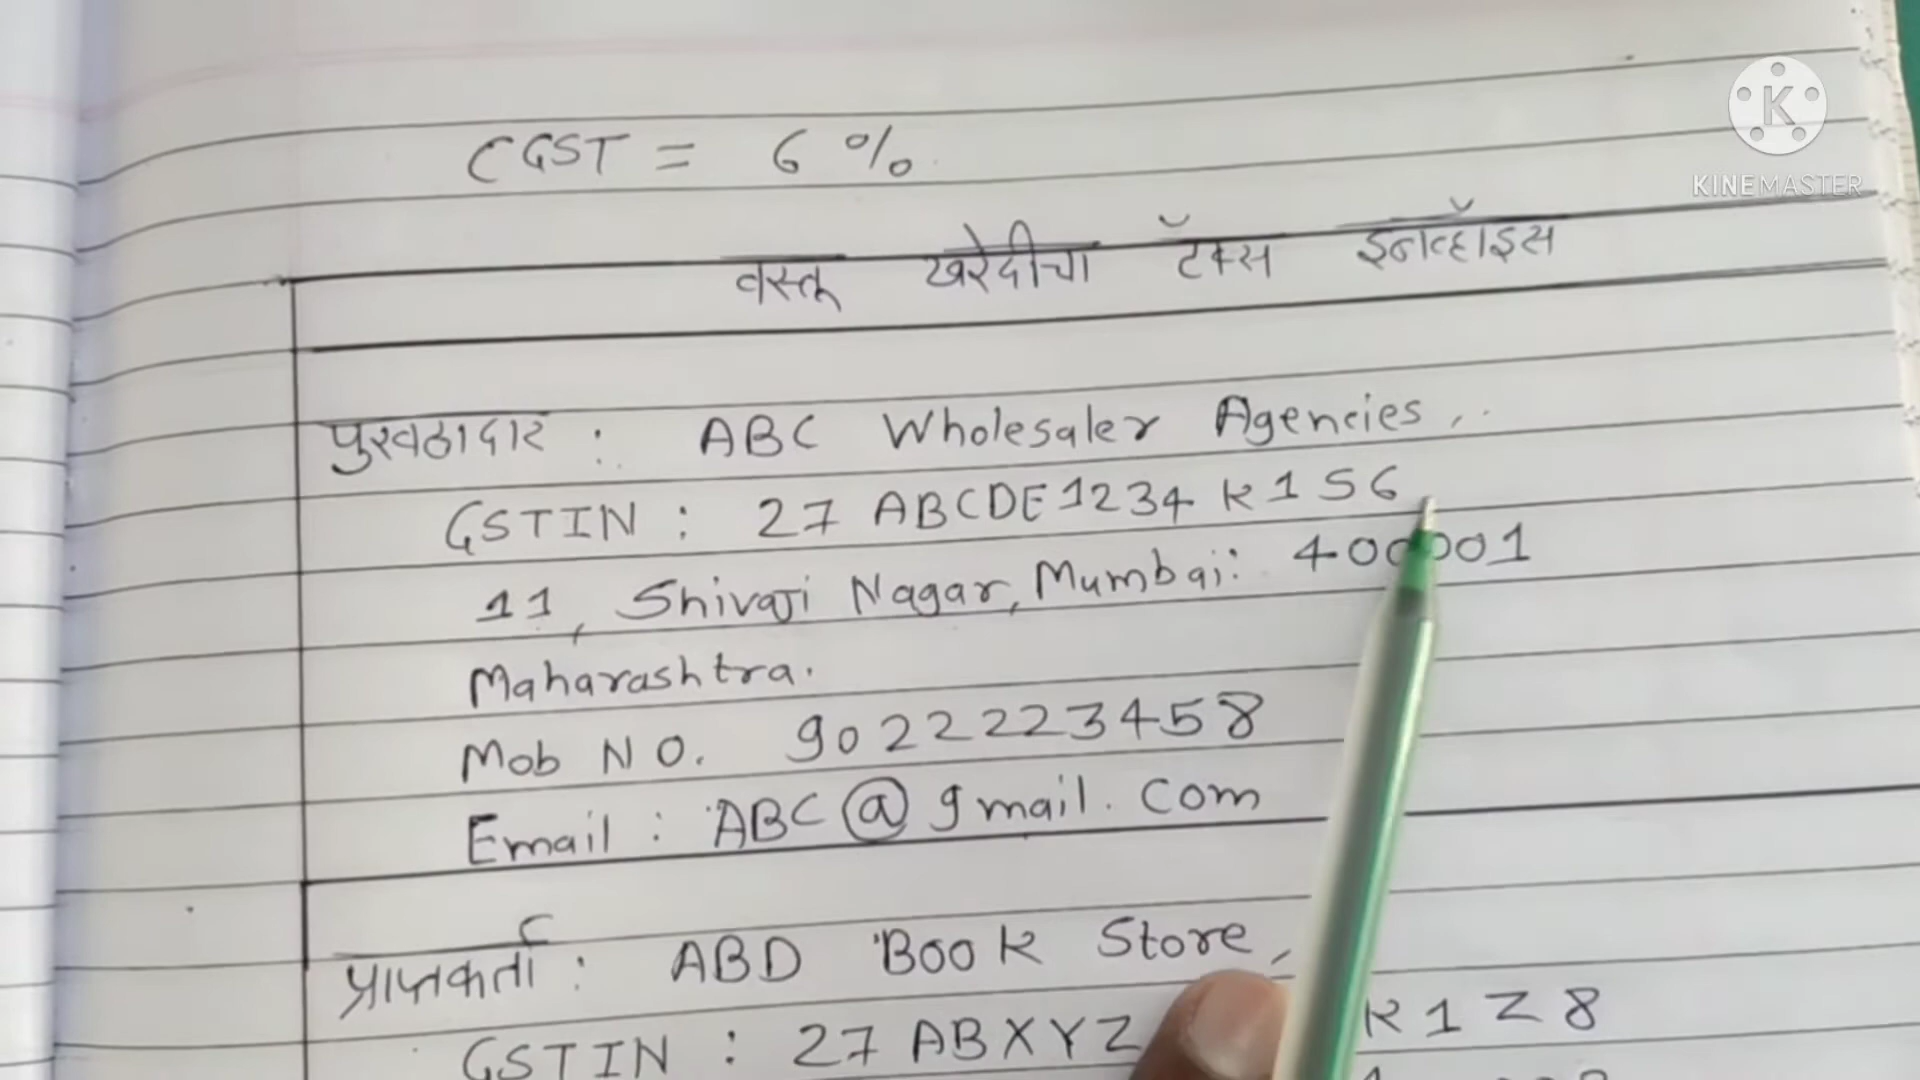 CGST = 6 %
KINEMASTER
वस्तू खरेदीचा टॅक्स इनव्हॉइस
पुरवठादार : ABC Wholesaler Agencies,
GSTIN : 27 ABCDE1234 K1S6
11, Shivaji Nagar, Mumbai: 400001
Maharashtra.
Mob NO. 9022223458
Email : ABC@gmail.com
प्राप्तकर्ता : ABD Book Store,
GSTIN : 27 ABXYZ K1Z8